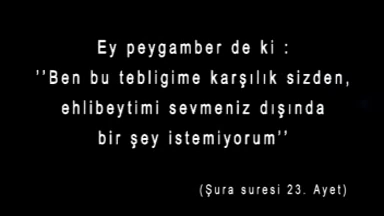 Ey peygamber de ki :
’’Ben bu tebligime karşılık sizden,
ehlibeytimi sevmeniz dışında
bir şey istemiyorum’’
(Şura suresi 23. Ayet)